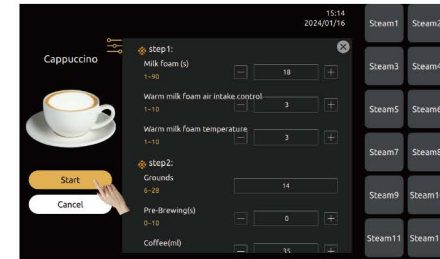 15:14
2024/01/16
Cappuccino
step1:
Milk foam (s)
1~90
18
Warm milk foam air intake.control
1~10
3
Warm milk foam temperature
1~10
3
step2:
Grounds
6~28
14
Pre-Brewing(s)
0~10
0
Coffee(ml)
35
Start
Cancel
Steam1
Steam2
Steam3
Steam5
Steam7
Steam9
Steam11